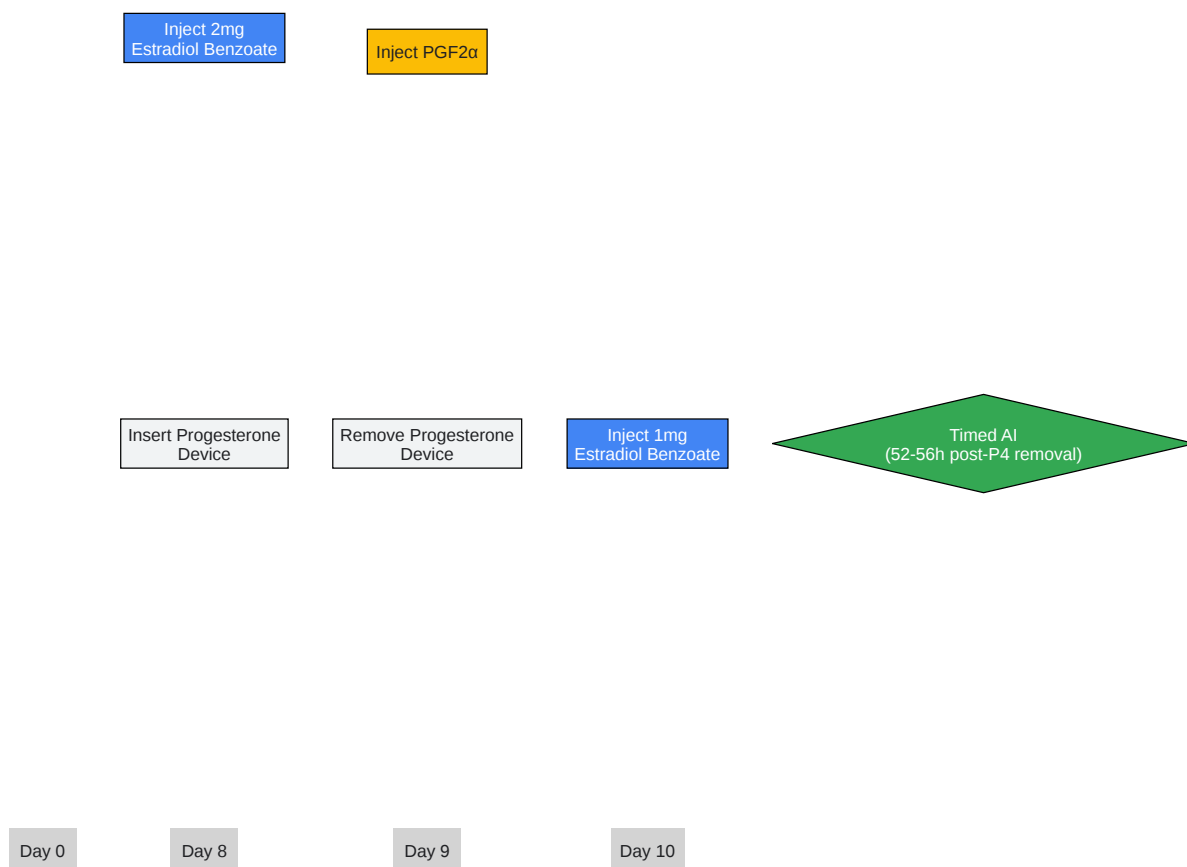 Inject 2mg
Estradiol Benzoate
Inject PGF2α
Insert Progesterone
Device
Remove Progesterone
Device
Inject 1mg
Estradiol Benzoate
Timed AI
(52-56h post-P4 removal)
Day 0
Day 8
Day 9
Day 10